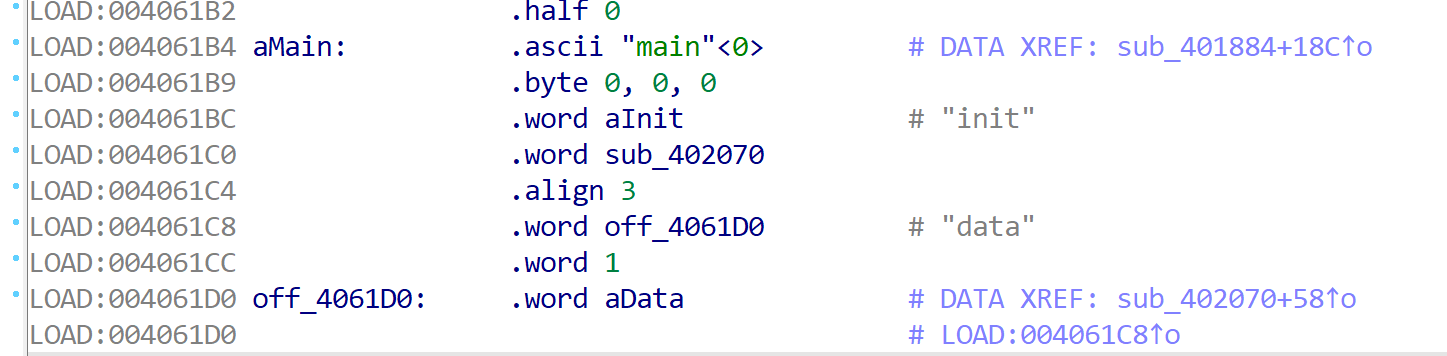 LOAD:004061B2 .half 0
LOAD:004061B4 aMain: .ascii "main"<0> # DATA XREF: sub_401884+18C↑o
LOAD:004061B9 .byte 0, 0, 0
LOAD:004061BC .word aInit # "init"
LOAD:004061C0 .word sub_402070
LOAD:004061C4 .align 3
LOAD:004061C8 .word off_4061D0 # "data"
LOAD:004061CC .word 1
LOAD:004061D0 off_4061D0: .word aData # DATA XREF: sub_402070+58↑o
LOAD:004061D0 # LOAD:004061C8↑o